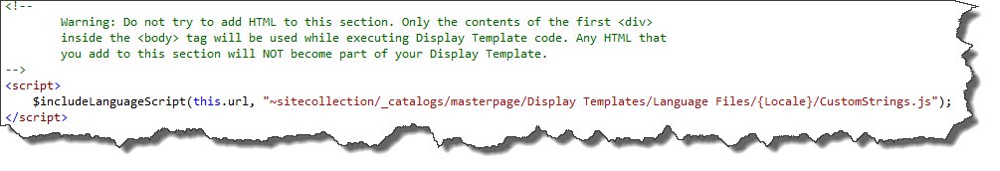 <!--
Warning: Do not try to add HTML to this section. Only the contents of the first <div>
inside the <body> tag will be used while executing Display Template code. Any HTML that
you add to this section will NOT become part of your Display Template.
-->
<script>
$includeLanguageScript(this.url, "~sitecollection/_catalogs/masterpage/Display Templates/Language Files/{Locale}/CustomStrings.js");
</script>